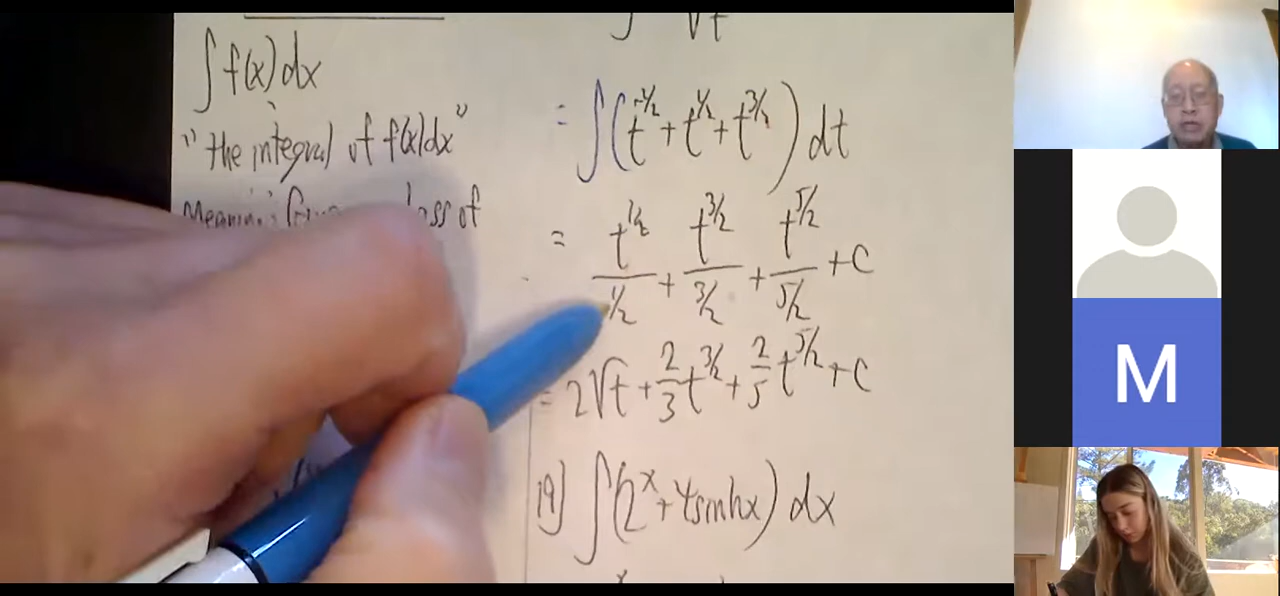 ∫ f(x) dx
"the integral of f(x)dx"
of
√t
= ∫(t^-1/2 + t^1/2 + t^3/2) dt
= t^1/2/1/2 + t^3/2/3/2 + t^5/2/5/2 + C
= 2√t + 2/3 t^3/2 + 2/5 t^5/2 + C
19) ∫(2^x + 4sinhx) dx
M